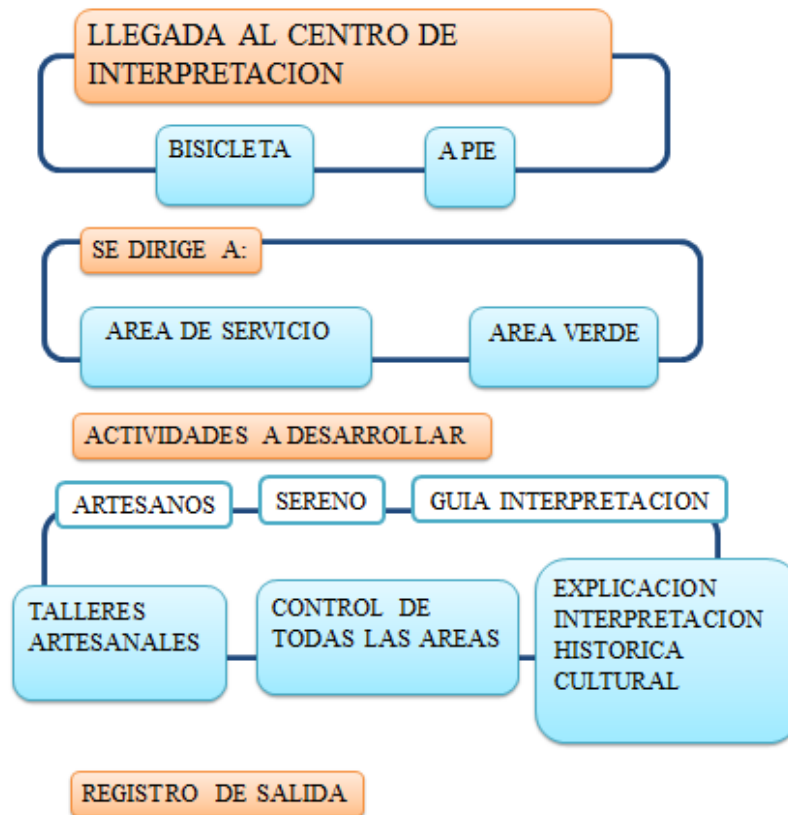 LLEGADA AL CENTRO DE
INTERPRETACION
BISICLETA
A PIE
SE DIRIGE A:
AREA DE SERVICIO
AREA VERDE
ACTIVIDADES A DESARROLLAR
ARTESANOS
SERENO
GUIA INTERPRETACION
TALLERES
ARTESANALES
CONTROL DE
TODAS LAS AREAS
EXPLICACION
INTERPRETACION
HISTORICA
CULTURAL
REGISTRO DE SALIDA